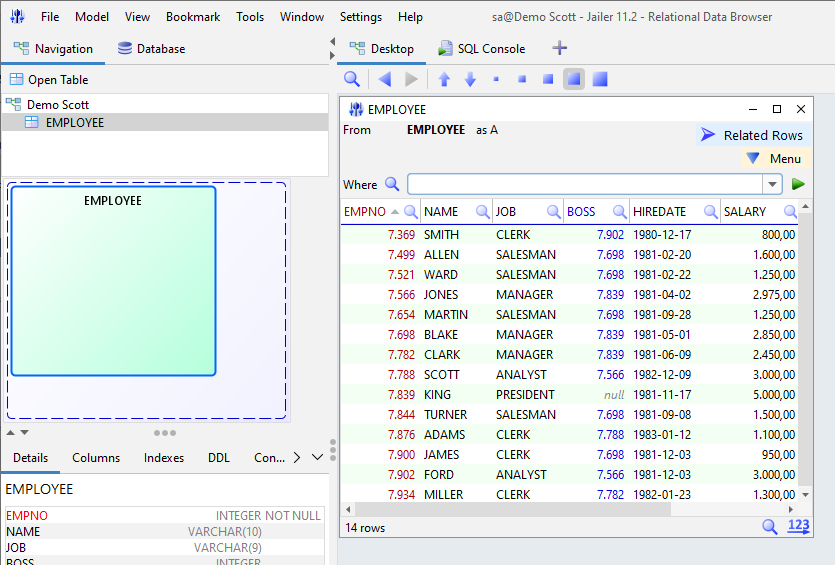 File Model View Bookmark Tools Window Settings Help sa@Demo Scott - Jailer 11.2 - Relational Data Browser
Navigation Database
Desktop SQL Console
Open Table
Demo Scott
EMPLOYEE
EMPLOYEE
Details Columns Indexes DDL Con...
EMPLOYEE
EMPNO INTEGER NOT NULL
NAME VARCHAR(10)
JOB VARCHAR(9)
BOSS INTEGER
EMPLOYEE
From EMPLOYEE as A
Related Rows
Menu
Where
EMPNO NAME JOB BOSS HIREDATE SALARY
7.369 SMITH CLERK 7.902 1980-12-17 800,00
7.499 ALLEN SALESMAN 7.698 1981-02-20 1.600,00
7.521 WARD SALESMAN 7.698 1981-02-22 1.250,00
7.566 JONES MANAGER 7.839 1981-04-02 2.975,00
7.654 MARTIN SALESMAN 7.698 1981-09-28 1.250,00
7.698 BLAKE MANAGER 7.839 1981-05-01 2.850,00
7.782 CLARK MANAGER 7.839 1981-06-09 2.450,00
7.788 SCOTT ANALYST 7.566 1982-12-09 3.000,00
7.839 KING PRESIDENT null 1981-11-17 5.000,00
7.844 TURNER SALESMAN 7.698 1981-09-08 1.500,00
7.876 ADAMS CLERK 7.788 1983-01-12 1.100,00
7.900 JAMES CLERK 7.698 1981-12-03 950,00
7.902 FORD ANALYST 7.566 1981-12-03 3.000,00
7.934 MILLER CLERK 7.782 1982-01-23 1.300,00
14 rows
123